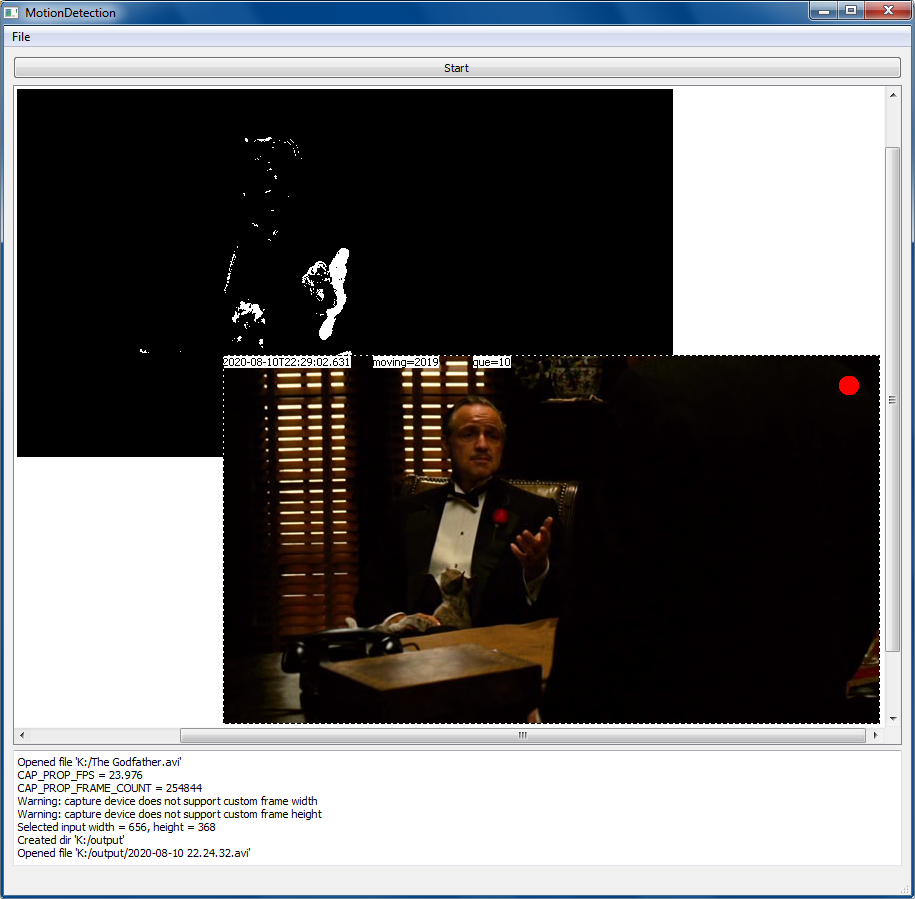 MotionDetection
File
Start
2020-08-10T22:29:02.631 moving=2019 que=10
Opened file 'K:/The Godfather.avi'
CAP_PROP_FPS = 23.976
CAP_PROP_FRAME_COUNT = 254844
Warning: capture device does not support custom frame width
Warning: capture device does not support custom frame height
Selected input width = 656, height = 368
Created dir 'K:/output'
Opened file 'K:/output/2020-08-10 22.24.32.avi'